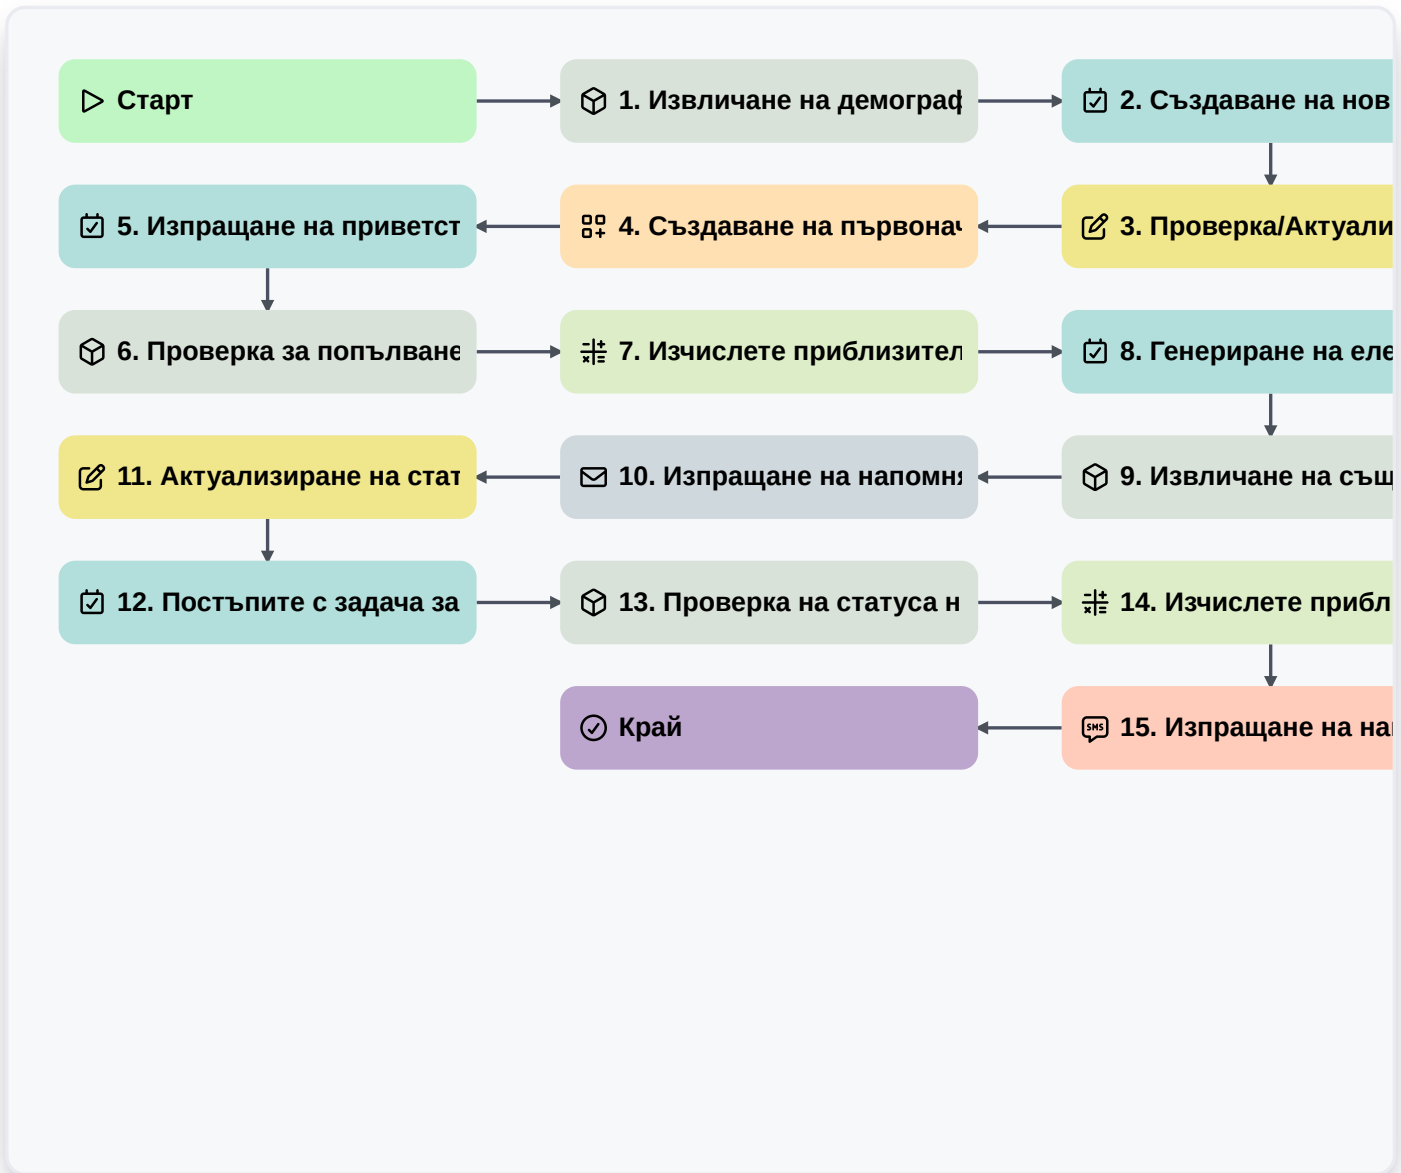 Старт
1. Извличане на демограф
2. Създаване на нов
5. Изпращане на приветст
4. Създаване на първонач
3. Проверка/Актуали
6. Проверка за попълване
7. Изчислете приблизител
8. Генериране на еле
11. Актуализиране на стат
10. Изпращане на напомня
9. Извличане на същ
12. Постъпите с задача за
13. Проверка на статуса н
14. Изчислете прибл
Край
15. Изпращане на на
SMS